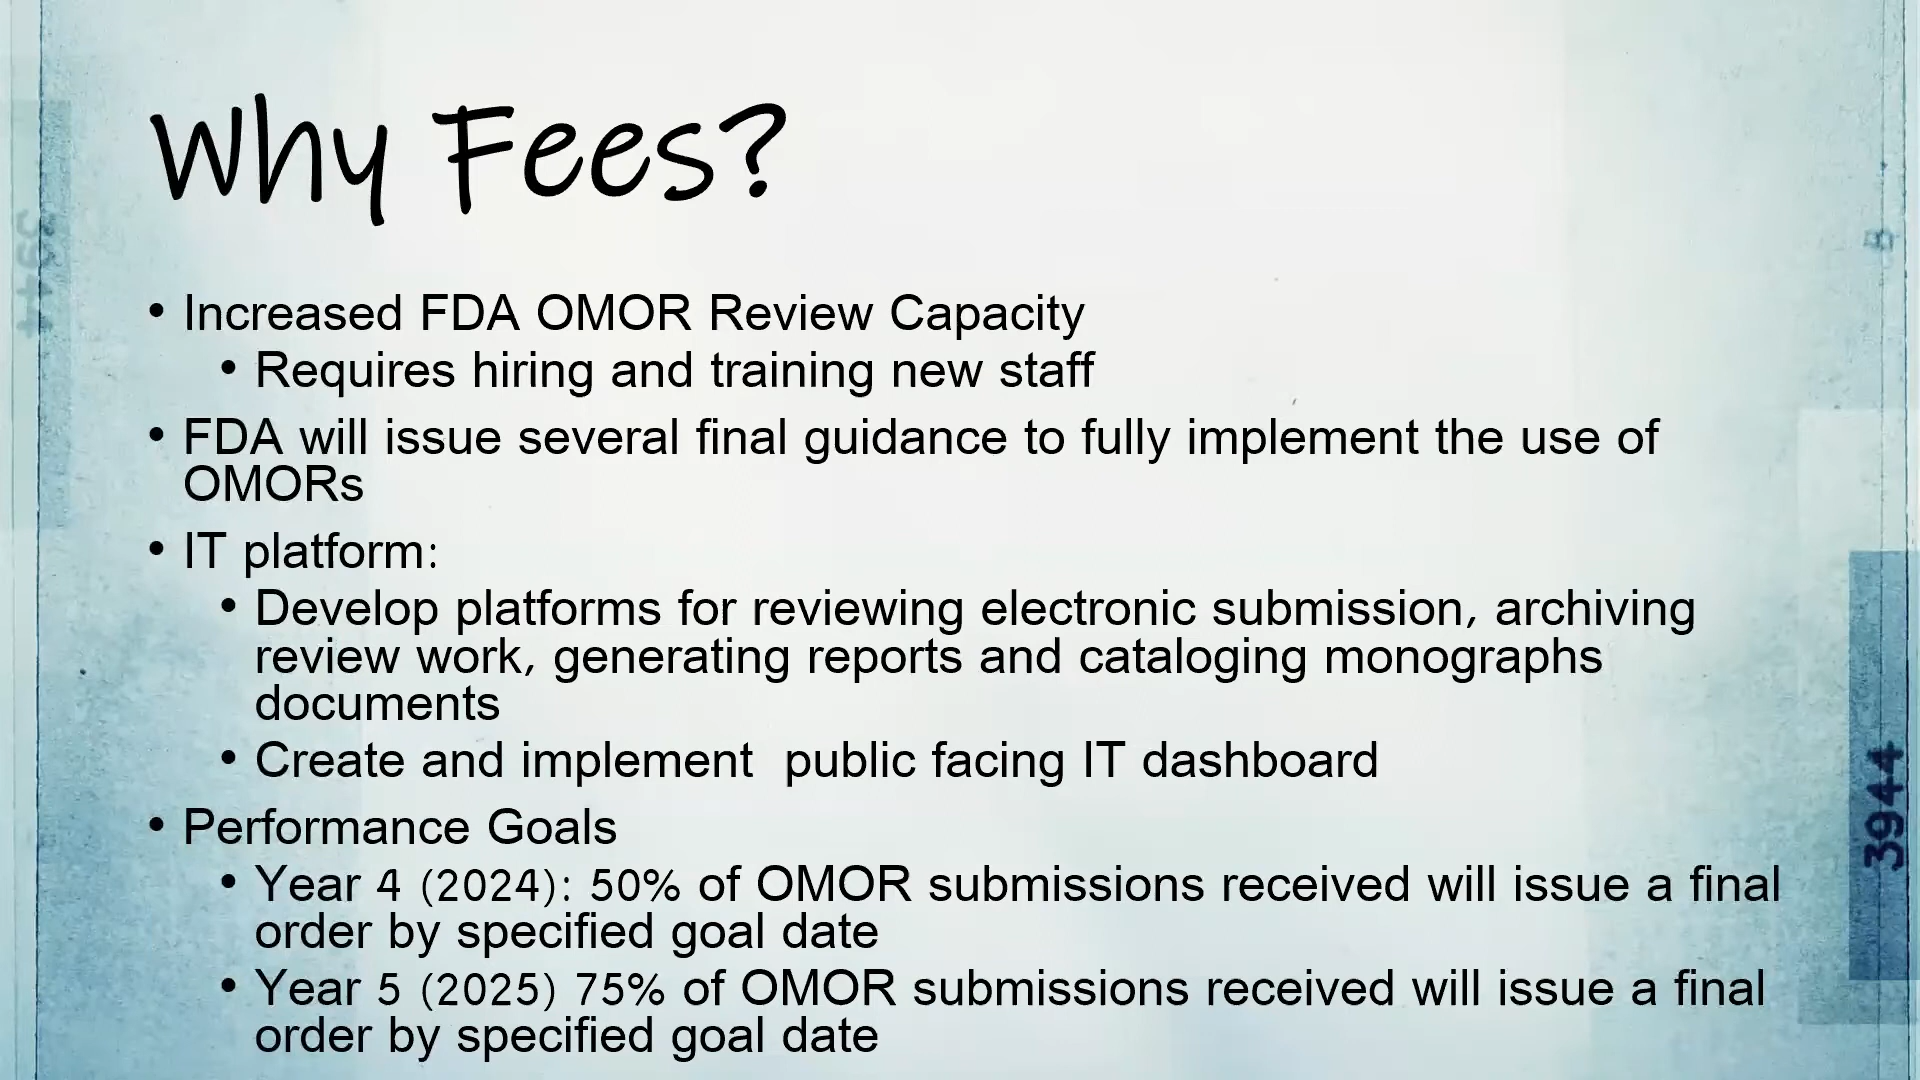 Why Fees?
• Increased FDA OMOR Review Capacity
• Requires hiring and training new staff
• FDA will issue several final guidance to fully implement the use of
OMORs
• IT platform:
• Develop platforms for reviewing electronic submission, archiving
review work, generating reports and cataloging monographs
documents
• Create and implement  public facing IT dashboard
• Performance Goals
• Year 4 (2024): 50% of OMOR submissions received will issue a final
order by specified goal date
• Year 5 (2025) 75% of OMOR submissions received will issue a final
order by specified goal date
3944